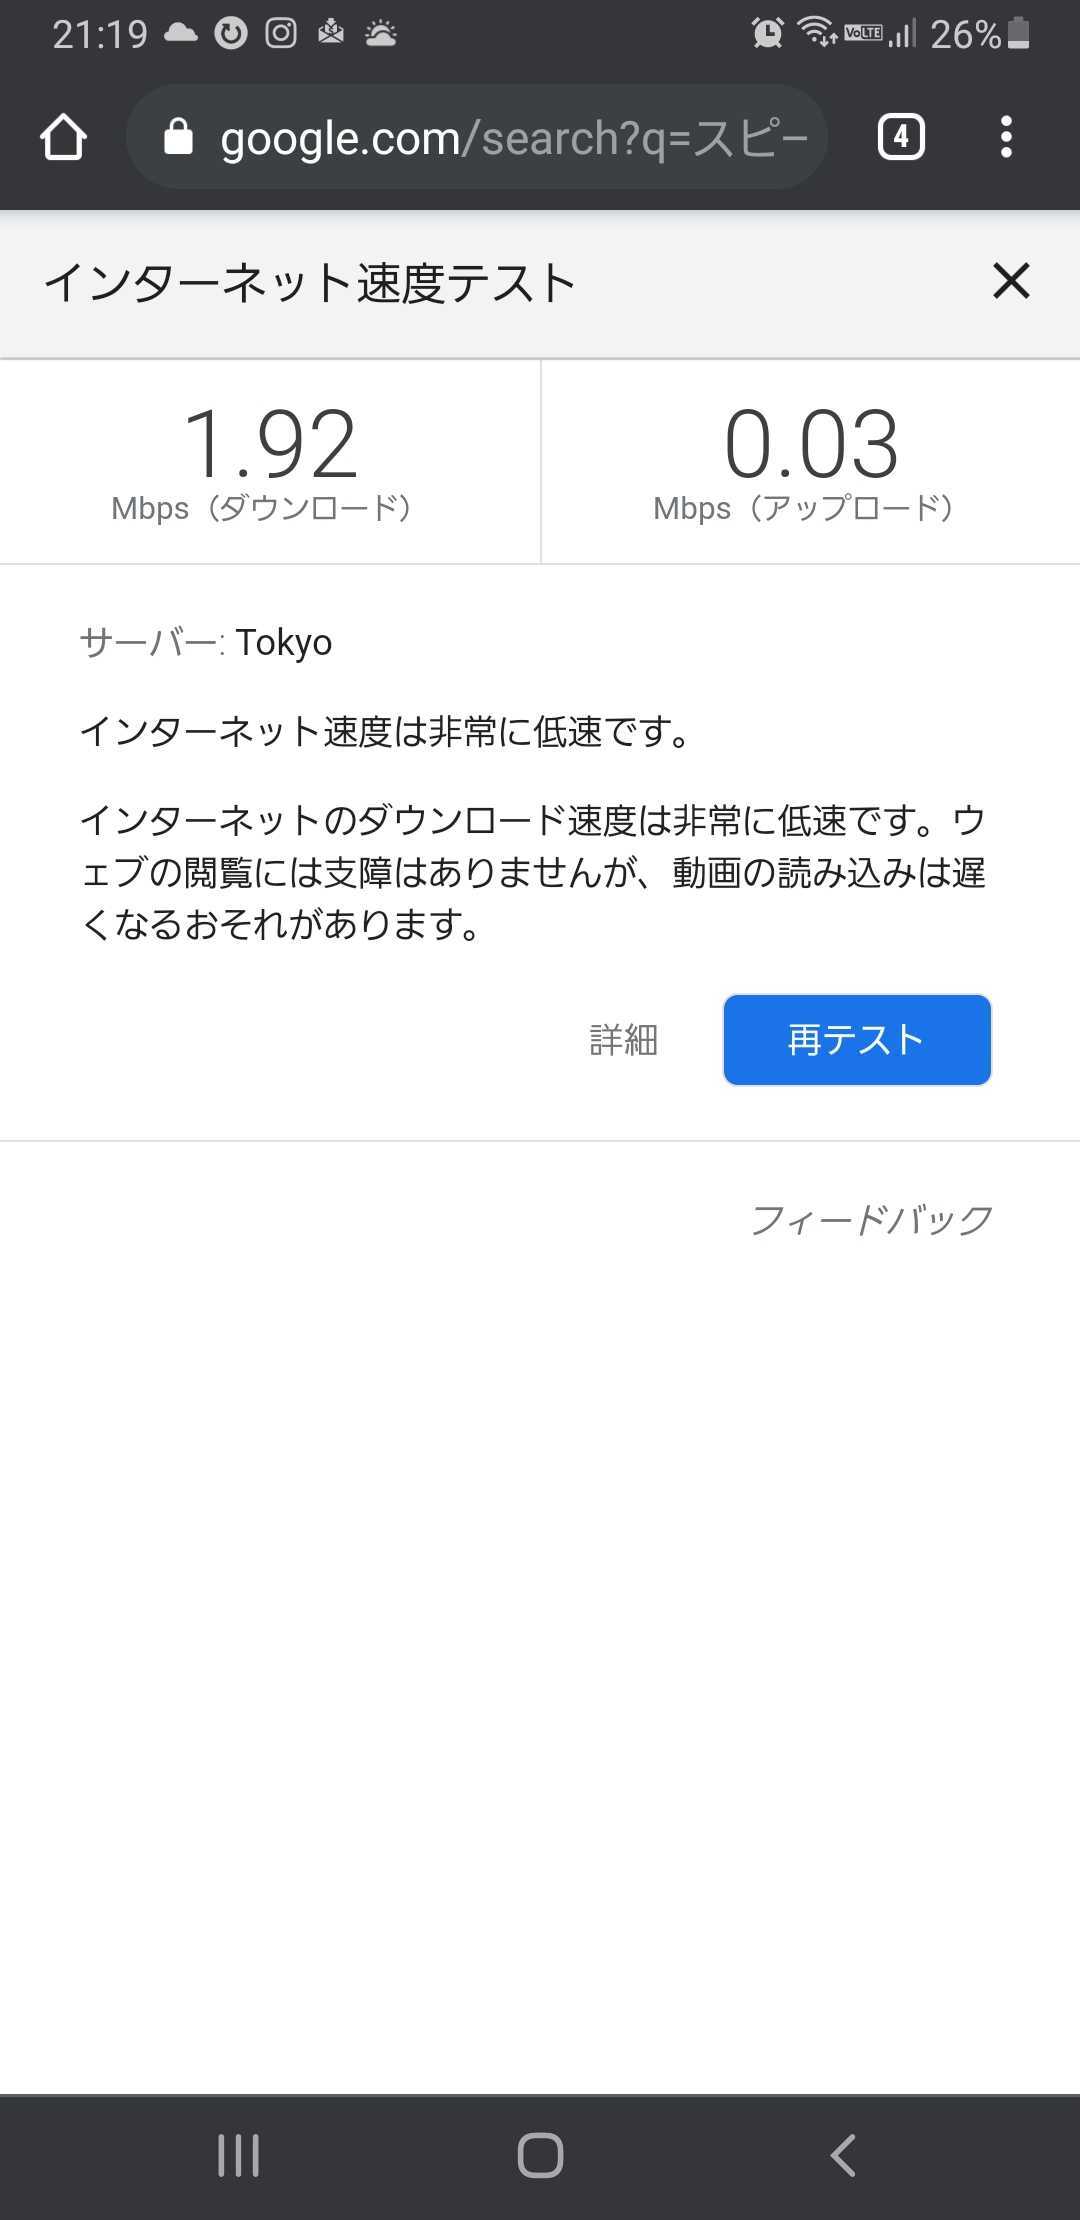 21:19 VoLTE 26%
google.com/search?q=スピー 4
インターネット速度テスト
1.92 0.03
Mbps（ダウンロード） Mbps（アップロード）
サーバー: Tokyo
インターネット速度は非常に低速です。
インターネットのダウンロード速度は非常に低速です。ウ
ェブの閲覧には支障はありませんが、動画の読み込みは遅
くなるおそれがあります。
詳細 再テスト
フィードバック